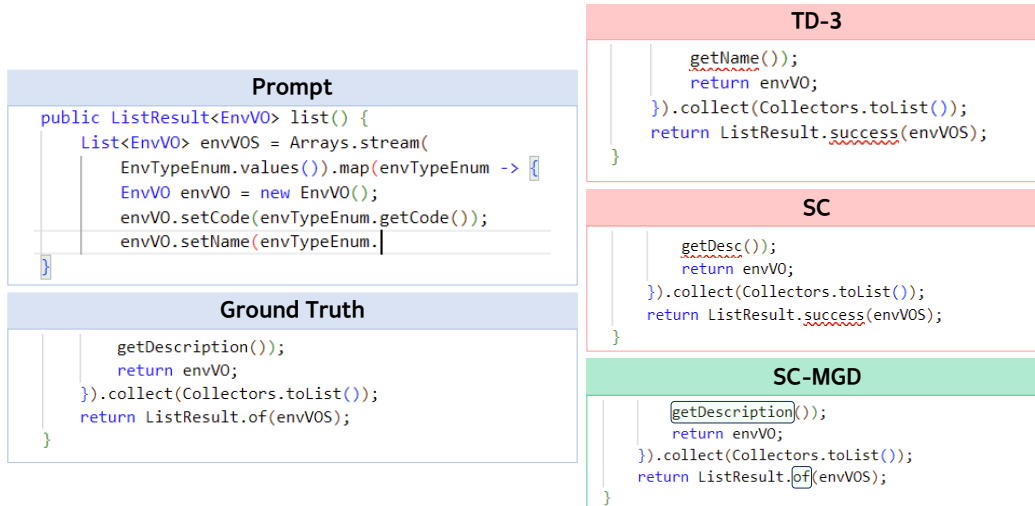 Prompt
public ListResult<EnvVO> list() {
List<EnvVO> envVOS = Arrays.stream(
EnvTypeEnum.values()).map(envTypeEnum -> {
EnvVO envVO = new EnvVO();
envVO.setCode(envTypeEnum.getCode());
envVO.setName(envTypeEnum.
}
Ground Truth
getDescription());
return envVO;
}).collect(Collectors.toList());
return ListResult.of(envVOS);
}
TD-3
getName());
return envVO;
}).collect(Collectors.toList());
return ListResult.success(envVOS);
}
SC
getDesc());
return envVO;
}).collect(Collectors.toList());
return ListResult.success(envVOS);
}
SC-MGD
getDescription());
return envVO;
}).collect(Collectors.toList());
return ListResult.of(envVOS);
}